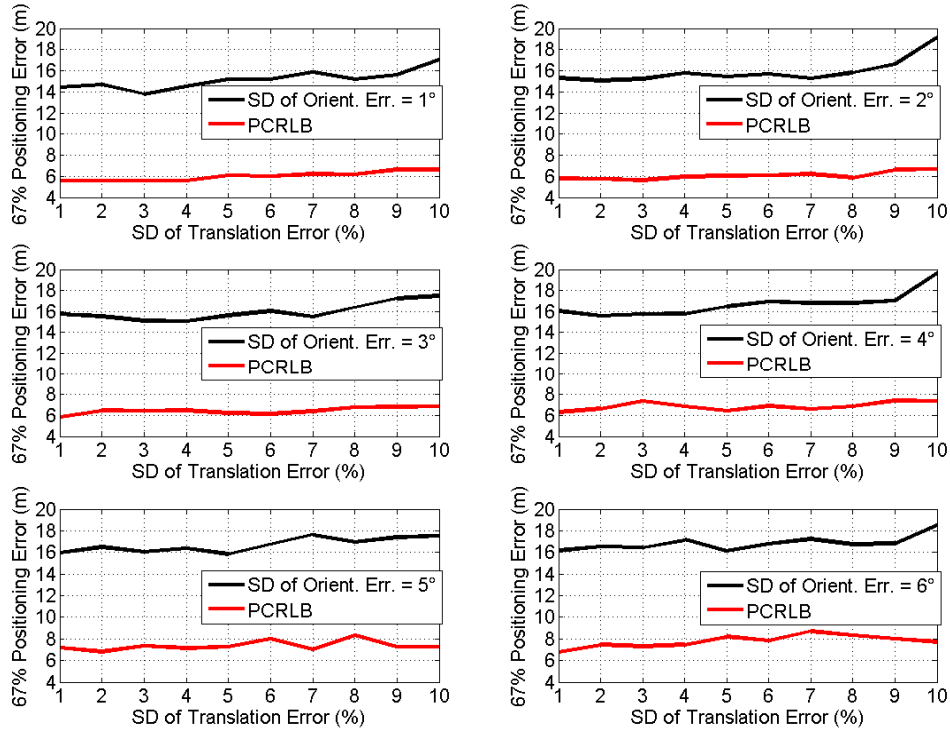 67% Positioning Error (m)
20
18
16
14
12
10
8
6
4
SD of Orient. Err. = 1°
PCRLB
1 2 3 4 5 6 7 8 9 10
SD of Translation Error (%)
67% Positioning Error (m)
20
18
16
14
12
10
8
6
4
SD of Orient. Err. = 2°
PCRLB
1 2 3 4 5 6 7 8 9 10
SD of Translation Error (%)
67% Positioning Error (m)
20
18
16
14
12
10
8
6
4
SD of Orient. Err. = 3°
PCRLB
1 2 3 4 5 6 7 8 9 10
SD of Translation Error (%)
67% Positioning Error (m)
20
18
16
14
12
10
8
6
4
SD of Orient. Err. = 4°
PCRLB
1 2 3 4 5 6 7 8 9 10
SD of Translation Error (%)
67% Positioning Error (m)
20
18
16
14
12
10
8
6
4
SD of Orient. Err. = 5°
PCRLB
1 2 3 4 5 6 7 8 9 10
SD of Translation Error (%)
67% Positioning Error (m)
20
18
16
14
12
10
8
6
4
SD of Orient. Err. = 6°
PCRLB
1 2 3 4 5 6 7 8 9 10
SD of Translation Error (%)